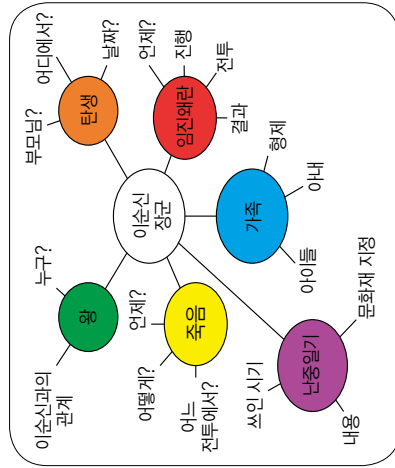 이순신과의
관계
누구?
황
부모님?
어디에서?
날짜?
탄생
이순신
장군
어떻게?
언제?
어느
전투에서?
죽음
언제?
진행
전투
결과
임진왜란
가족
아이들
아내
형제
쓰인 시기
난중일기
내용
문화재 지정